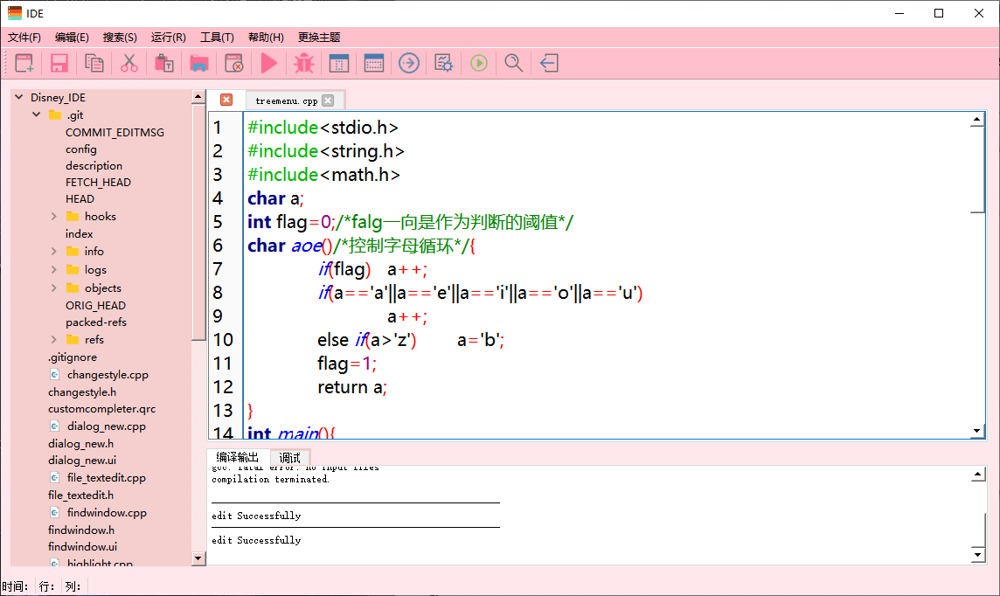 IDE
文件(F) 编辑(E) 搜索(S) 运行(R) 工具(T) 帮助(H) 更换主题
Disney_IDE
.git
COMMIT_EDITMSG
config
description
FETCH_HEAD
HEAD
hooks
index
info
logs
objects
ORIG_HEAD
packed-refs
refs
.gitignore
changestyle.cpp
changestyle.h
customcompleter.qrc
dialog_new.cpp
dialog_new.h
dialog_new.ui
file_textedit.cpp
file_textedit.h
findwindow.cpp
findwindow.h
findwindow.ui
highlight.cpp
treemenu.cpp
1 #include<stdio.h>
2 #include<string.h>
3 #include<math.h>
4 char a;
5 int flag=0;/*falg一向是作为判断的阈值*/
6 char aoe()/*控制字母循环*/{
7 if(flag) a++;
8 if(a=='a'||a=='e'||a=='i'||a=='o'||a=='u')
9 a++;
10 else if(a>'z') a='b';
11 flag=1;
12 return a;
13 }
14 int main(){
编译输出 调试
gcc: fatal error: no input files
compilation terminated.
edit Successfully
edit Successfully
时间: 行: 列: